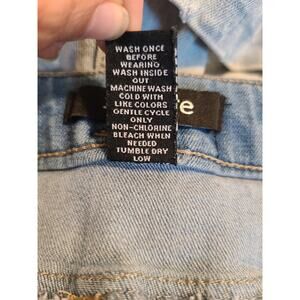 WASH ONCE
BEFORE
WEARING
WASH INSIDE
OUT
MACHINE WASH
COLD WITH
LIKE COLORS
GENTLE CYCLE
ONLY
NON-CHLORINE
BLEACH WHEN
NEEDED
TUMBLE DRY
LOW